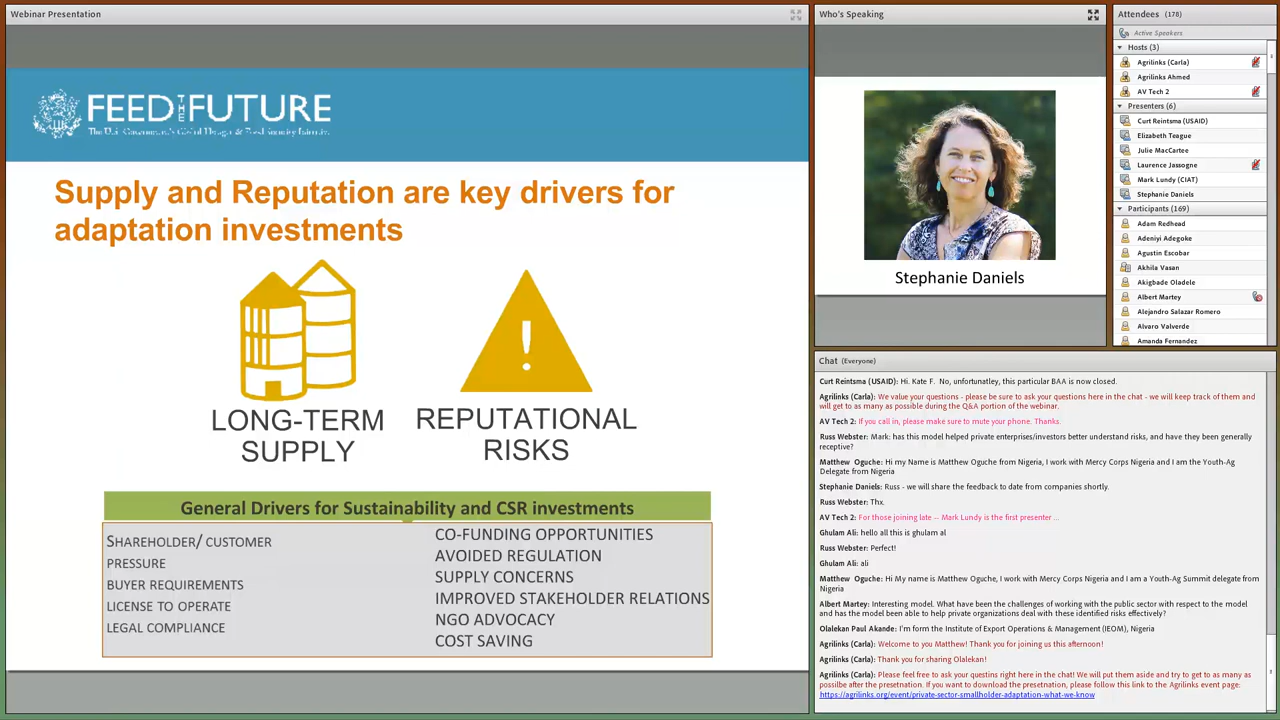 Webinar Presentation
FEED THE FUTURE
The U.S. Government's Global Hunger & Food Security Initiative
Supply and Reputation are key drivers for
adaptation investments
LONG-TERM
SUPPLY
!
REPUTATIONAL
RISKS
General Drivers for Sustainability and CSR investments
SHAREHOLDER/ CUSTOMER
PRESSURE
BUYER REQUIREMENTS
LICENSE TO OPERATE
LEGAL COMPLIANCE
CO-FUNDING OPPORTUNITIES
AVOIDED REGULATION
SUPPLY CONCERNS
IMPROVED STAKEHOLDER RELATIONS
NGO ADVOCACY
COST SAVING
Who's Speaking
Stephanie Daniels
Attendees (178)
Active Speakers
Hosts (3)
Agrilinks (Carla)
Agrilinks Ahmed
AV Tech 2
Presenters (6)
Curt Reintsma (USAID)
Elizabeth Teague
Julie MacCartee
Laurence Jassogne
Mark Lundy (CIAT)
Stephanie Daniels
Participants (169)
Adam Redhead
Adeniyi Adegoke
Agustin Escobar
Akhila Vasan
Akigbade Oladele
Albert Martey
Alejandro Salazar Romero
Alvaro Valverde
Amanda Fernandez
Chat (Everyone)
Curt Reintsma (USAID): Hi. Kate F. No, unfortunatley, this particular BAA is now closed.
Agrilinks (Carla): We value your questions - please be sure to ask your questions here in the chat - we will keep track of them and
will get to as many as possible during the Q&A portion of the webinar.
AV Tech 2: If you call in, please make sure to mute your phone. Thanks.
Russ Webster: Mark: has this model helped private enterprises/investors better understand risks, and have they been generally
receptive?
Matthew Oguche: Hi my Name is Matthew Oguche from Nigeria, I work with Mercy Corps Nigeria and I am the Youth-Ag
Delegate from Nigeria
Stephanie Daniels: Russ - we will share the feedback to date from companies shortly.
Russ Webster: Thx.
AV Tech 2: For those joining late -- Mark Lundy is the first presenter ...
Ghulam Ali: hello all this is ghulam al
Russ Webster: Perfect!
Ghulam Ali: ali
Matthew Oguche: Hi My name is Matthew Oguche, I work with Mercy Corps Nigeria and I am a Youth-Ag Summit delegate from
Nigeria
Albert Martey: Interesting model. What have been the challenges of working with the public sector with respect to the model
and has the model been able to help private organizations deal with these identified risks effectively?
Olalekan Paul Akande: I'm form the Institute of Export Operations & Management (IEOM), Nigeria
Agrilinks (Carla): Welcome to you Matthew! Thank you for joining us this afternoon!
Agrilinks (Carla): Thank you for sharing Olalekan!
Agrilinks (Carla): Please feel free to ask your questins right here in the chat! We will put them aside and try to get to as many as
possilbe after the presetnation. If you want to download the presetnation, please follow this link to the Agrilinks event page:
https://agrilinks.org/event/private-sector-smallholder-adaptation-what-we-know